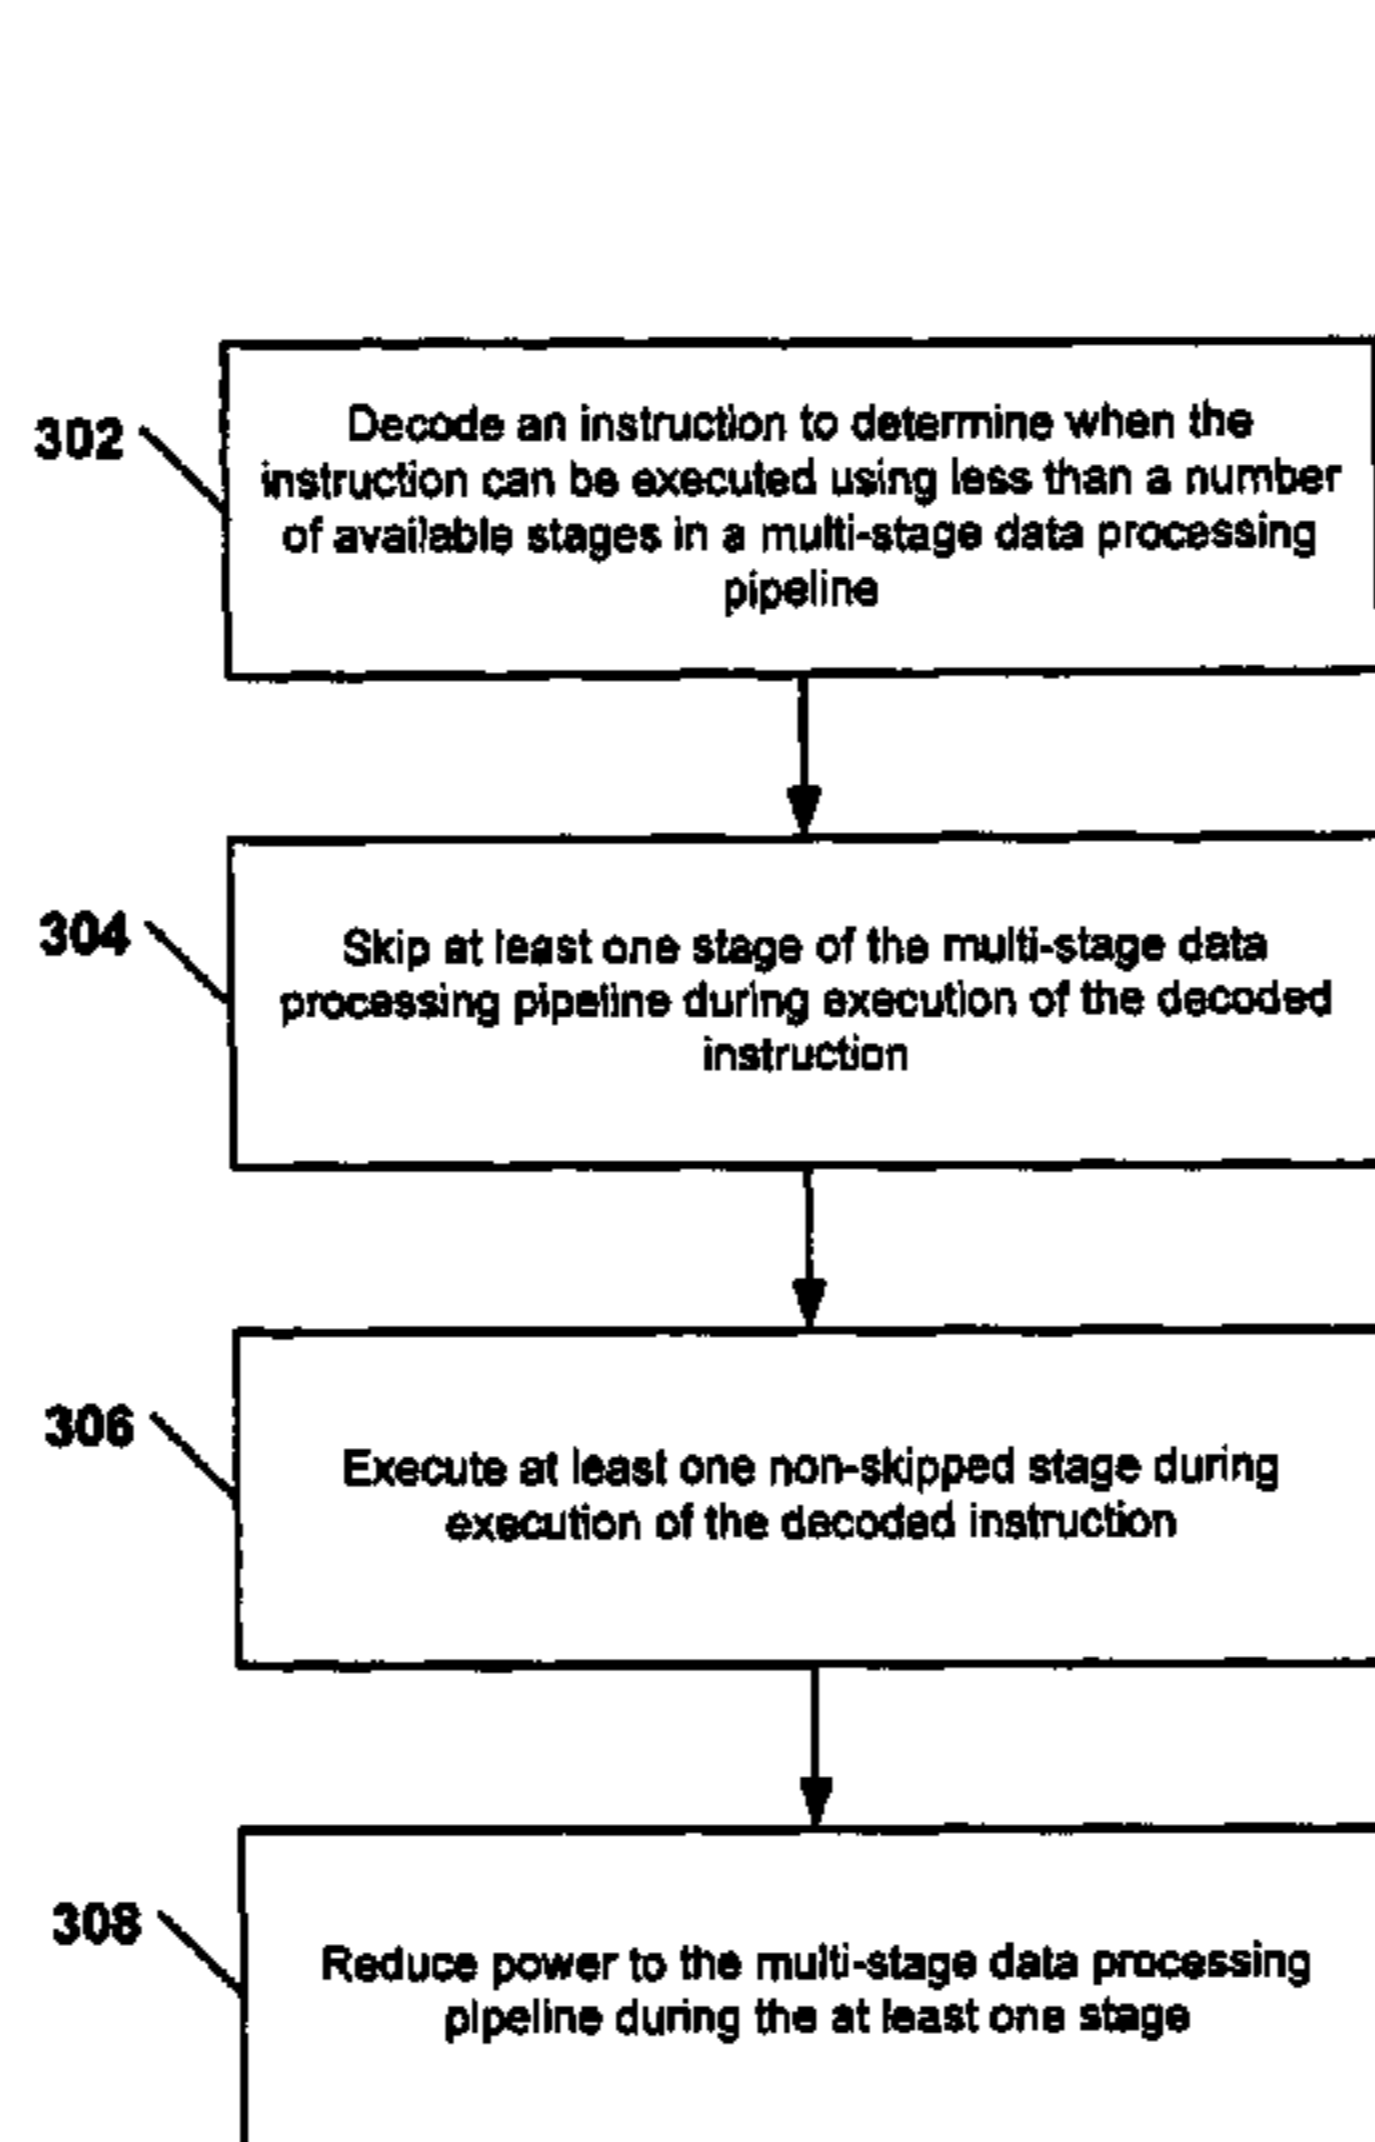 302
Decode an instruction to determine when the
instruction can be executed using less than a number
of available stages in a multi-stage data processing
pipeline
304
Skip at least one stage of the multi-stage data
processing pipeline during execution of the decoded
instruction
306
Execute at least one non-skipped stage during
execution of the decoded instruction
308
Reduce power to the multi-stage data processing
pipeline during the at least one stage